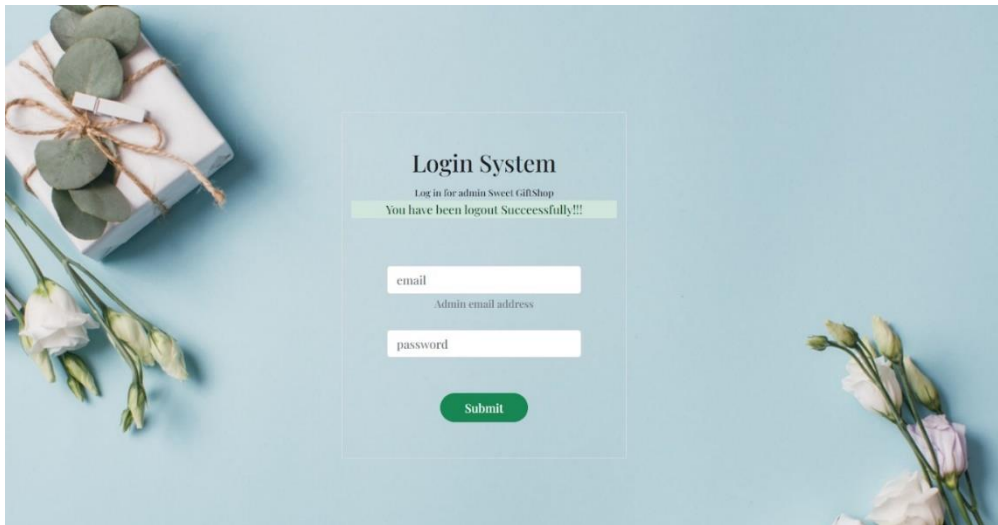 Login System
Log in for admin Sweet GiftShop
You have been logout Succeessfully!!!
email
Admin email address
password
Submit